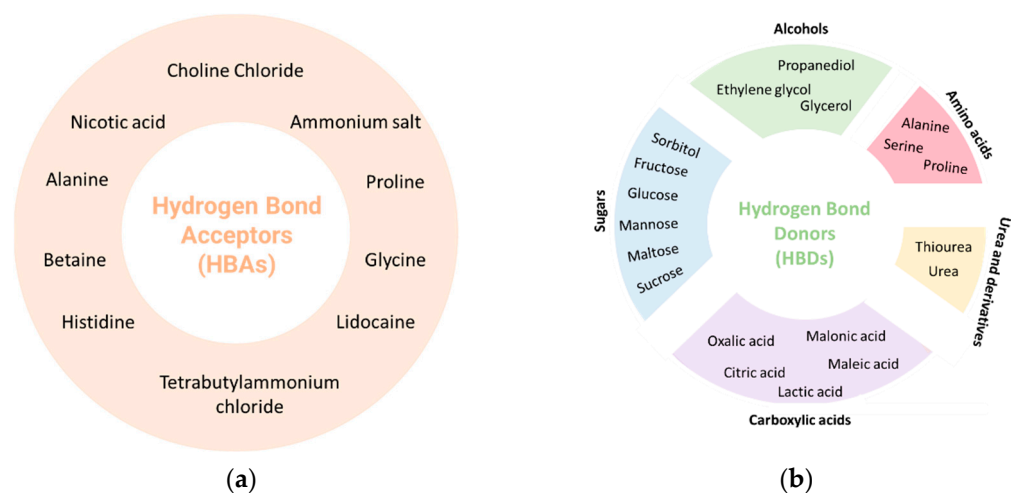 Choline Chloride
Nicotic acid
Ammonium salt
Alanine
Proline
Hydrogen Bond
Acceptors
(HBAs)
Betaine
Glycine
Histidine
Lidocaine
Tetrabutylammonium
chloride
(a)
Alcohols
Propanediol
Ethylene glycol
Glycerol
Amino acids
Alanine
Serine
Proline
Sugars
Sorbitol
Fructose
Glucose
Mannose
Maltose
Sucrose
Hydrogen Bond
Donors
(HBDs)
Urea and derivatives
Thiourea
Urea
Oxalic acid
Malonic acid
Citric acid
Maleic acid
Lactic acid
Carboxylic acids
(b)